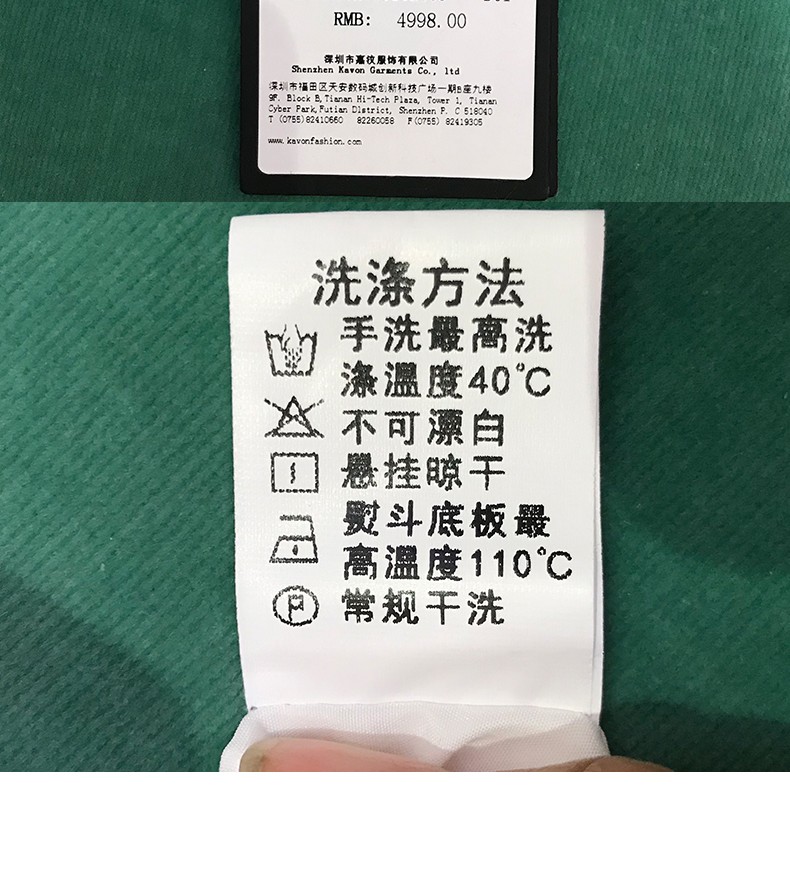 RMB: 4998.00
深圳市嘉纹服饰有限公司
Shenzhen Kavon Garments Co., ltd
深圳市福田区天安数码城创新科技广场一期B座九楼
9F. Block B,Tianan Hi-Tech Plaza, Tower 1, Tianan
Cyber Park,Futian District, Shenzhen P. C 518040
T (0755)82410660 82260058 F(0755) 82419305
www.kavonfashion.com
洗涤方法
手洗最高洗
涤温度40℃
不可漂白
悬挂晾干
熨斗底板最
高温度110℃
P 常规干洗